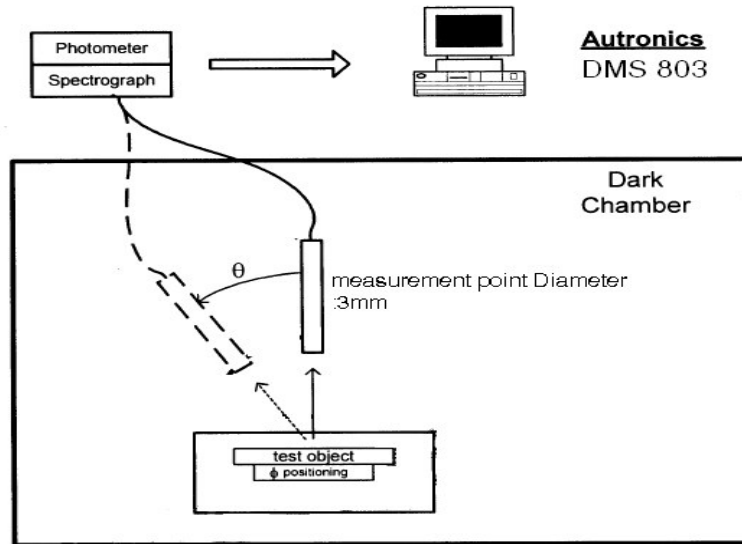 Photometer
Spectrograph
Autronics
DMS 803
Dark
Chamber
θ
measurement point Diameter
:3mm
test object
ϕ positioning